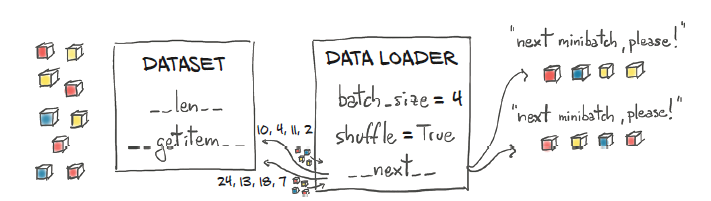 DATASET
__len__
__getitem__
DATA LOADER
batch_size = 4
shuffle = True
__next__
10, 4, 11, 2
24, 13, 18, 7
"next minibatch, please!"
"next minibatch, please!"